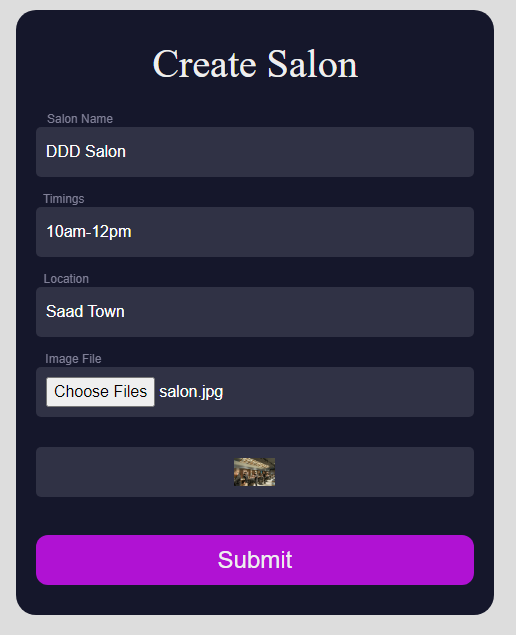 Create Salon
Salon Name
DDD Salon
Timings
10am-12pm
Location
Saad Town
Image File
Choose Files salon.jpg
Submit